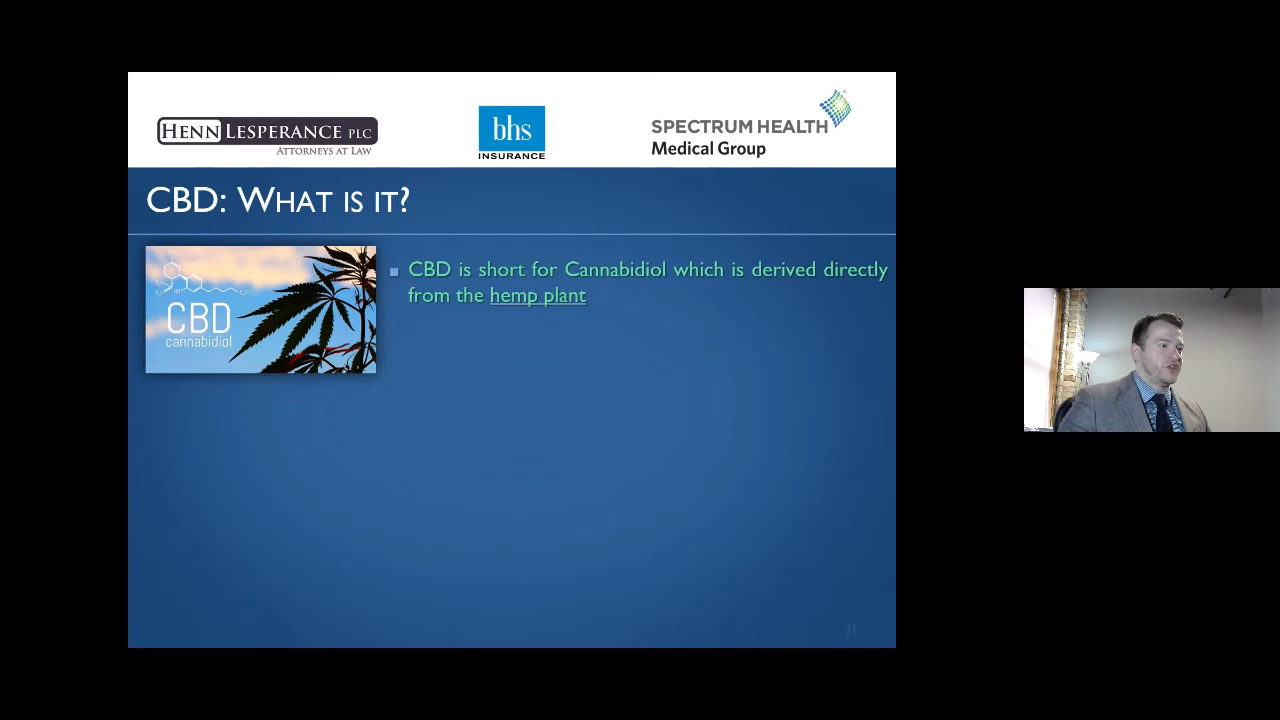 HENN LESPERANCE PLC
ATTORNEYS AT LAW
bhs
INSURANCE
SPECTRUM HEALTH
Medical Group
CBD: WHAT IS IT?
CBD
cannabidiol
CBD is short for Cannabidiol which is derived directly
from the hemp plant
31